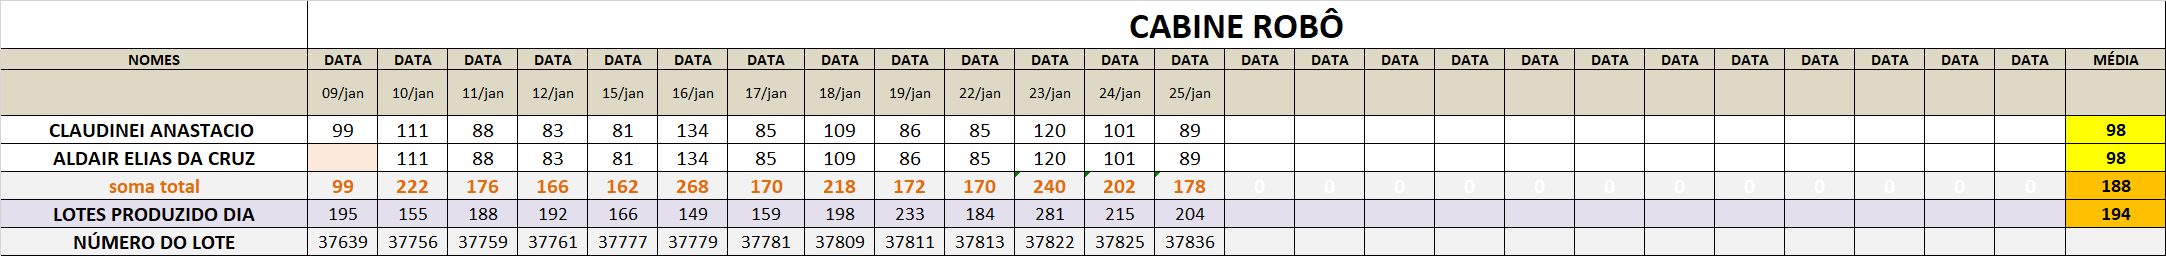 CABINE ROBÔ
NOMES DATA DATA DATA DATA DATA DATA DATA DATA DATA DATA DATA DATA DATA DATA DATA DATA DATA DATA DATA DATA DATA DATA DATA DATA DATA MÉDIA
09/jan 10/jan 11/jan 12/jan 15/jan 16/jan 17/jan 18/jan 19/jan 22/jan 23/jan 24/jan 25/jan
CLAUDINEI ANASTACIO 99 111 88 83 81 134 85 109 86 85 120 101 89 98
ALDAIR ELIAS DA CRUZ 111 88 83 81 134 85 109 86 85 120 101 89 98
soma total 99 222 176 166 162 268 170 218 172 170 240 202 178 0 0 0 0 0 0 0 0 0 0 0 0 188
LOTES PRODUZIDO DIA 195 155 188 192 166 149 159 198 233 184 281 215 204 194
NÚMERO DO LOTE 37639 37756 37759 37761 37777 37779 37781 37809 37811 37813 37822 37825 37836